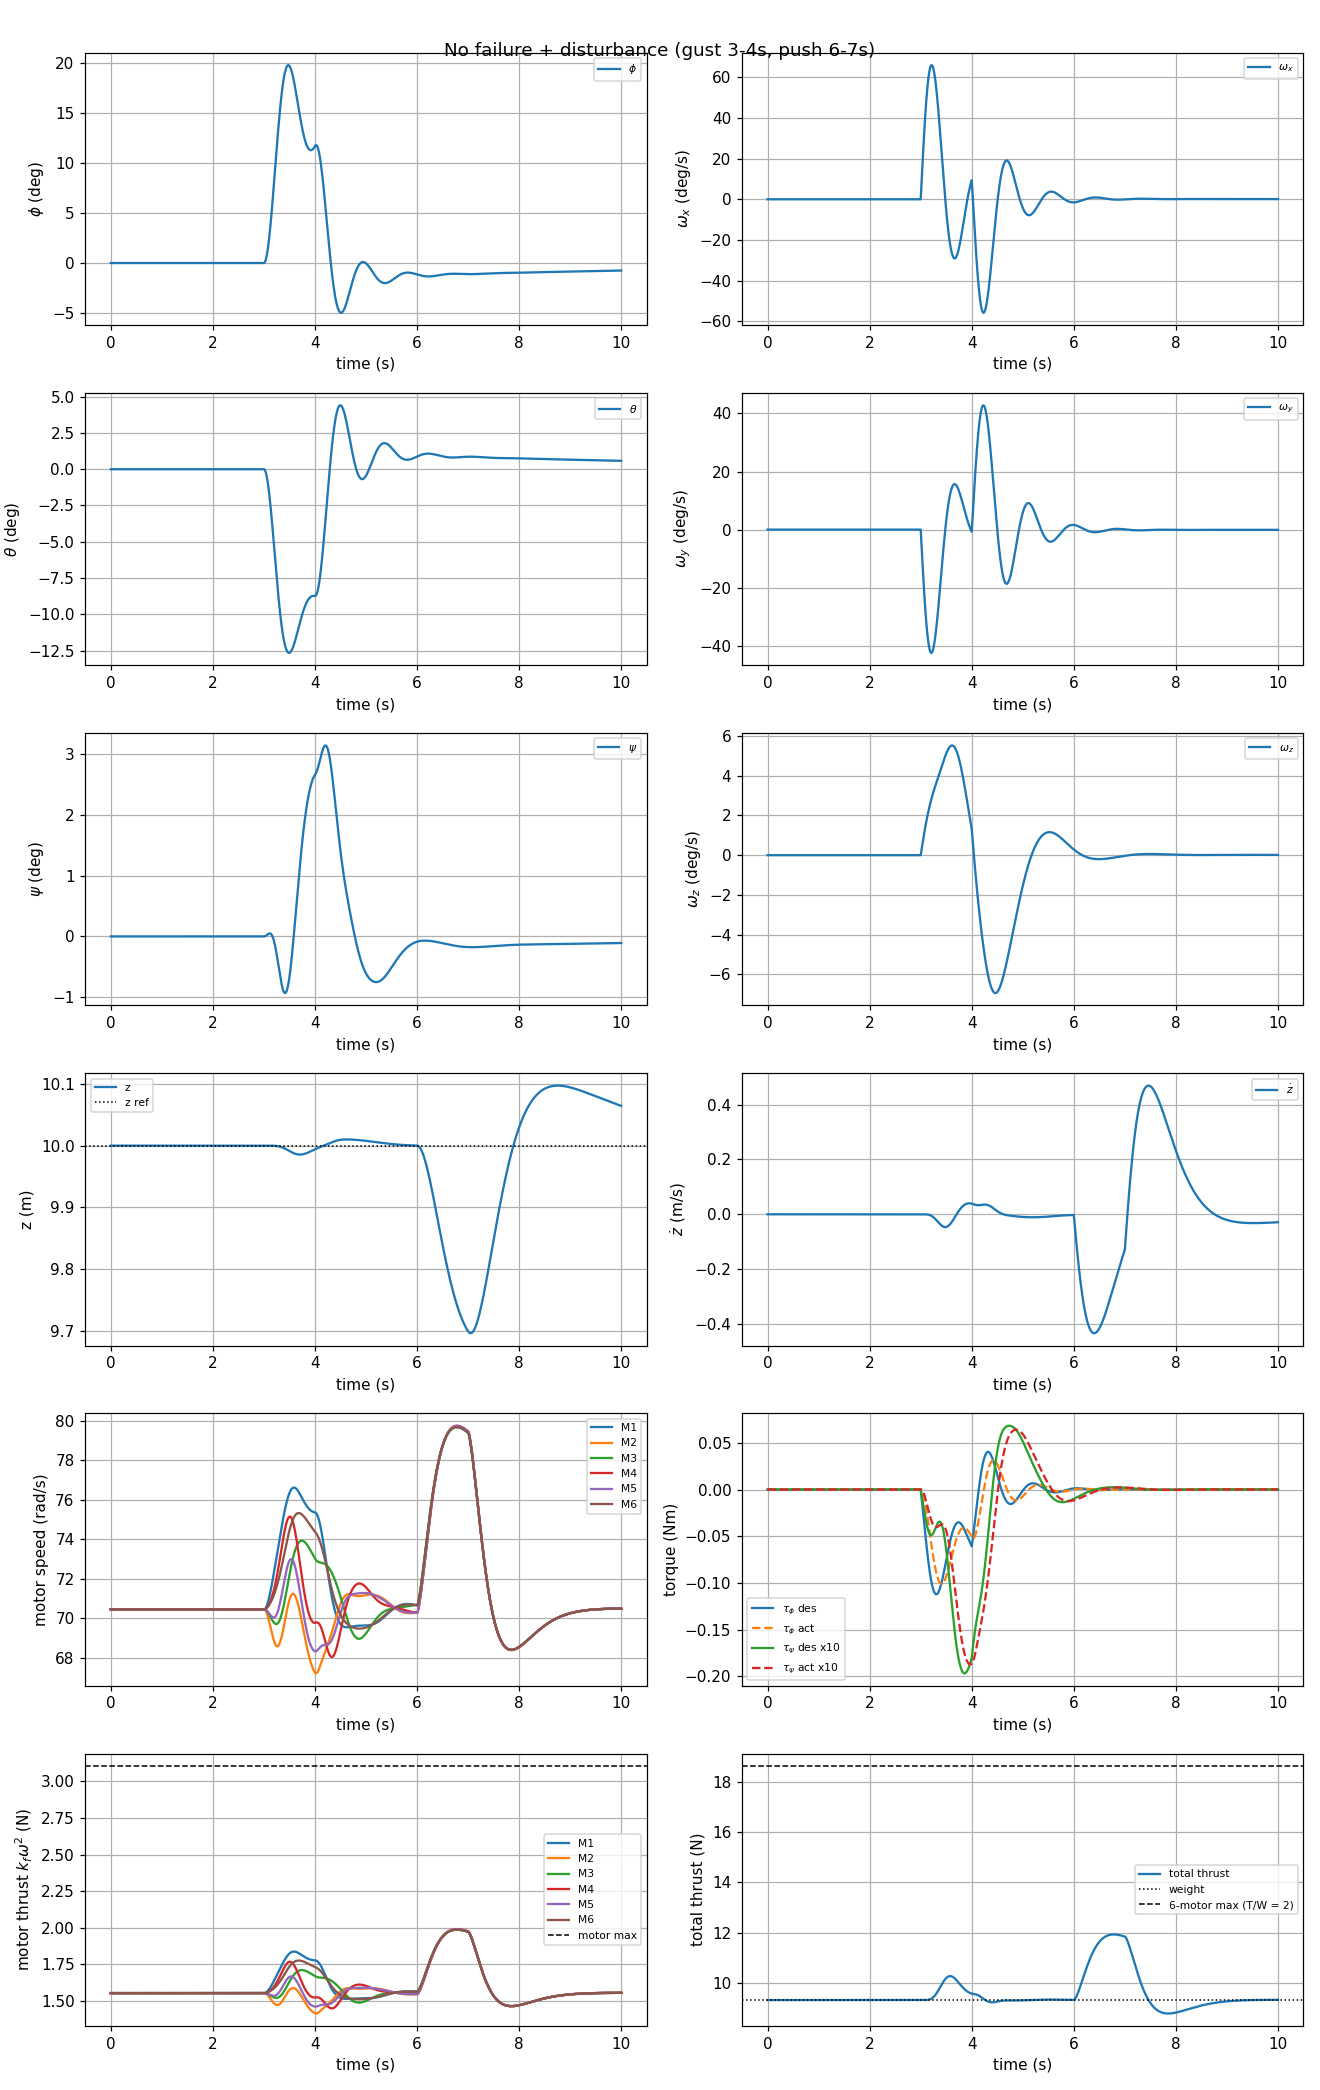 No failure + disturbance (gust 3-4s, push 6-7s)
20
15
10
5
0
−5
0 2 4 6 8 10
time (s)
ϕ (deg)
ϕ
60
40
20
0
−20
−40
−60
0 2 4 6 8 10
time (s)
ωx (deg/s)
ωx
5.0
2.5
0.0
−2.5
−5.0
−7.5
−10.0
−12.5
0 2 4 6 8 10
time (s)
θ (deg)
θ
40
20
0
−20
−40
0 2 4 6 8 10
time (s)
ωy (deg/s)
ωy
3
2
1
0
−1
0 2 4 6 8 10
time (s)
ψ (deg)
ψ
6
4
2
0
−2
−4
−6
0 2 4 6 8 10
time (s)
ωz (deg/s)
ωz
10.1
10.0
9.9
9.8
9.7
0 2 4 6 8 10
time (s)
z (m)
z
z ref
0.4
0.2
0.0
−0.2
−0.4
0 2 4 6 8 10
time (s)
ż (m/s)
ż
80
78
76
74
72
70
68
0 2 4 6 8 10
time (s)
motor speed (rad/s)
M1
M2
M3
M4
M5
M6
0.05
0.00
−0.05
−0.10
−0.15
−0.20
0 2 4 6 8 10
time (s)
torque (Nm)
τΦ des
τΦ act
τΨ des x10
τΨ act x10
3.00
2.75
2.50
2.25
2.00
1.75
1.50
0 2 4 6 8 10
time (s)
motor thrust kfω² (N)
M1
M2
M3
M4
M5
M6
motor max
18
16
14
12
10
0 2 4 6 8 10
time (s)
total thrust (N)
total thrust
weight
6-motor max (T/W = 2)